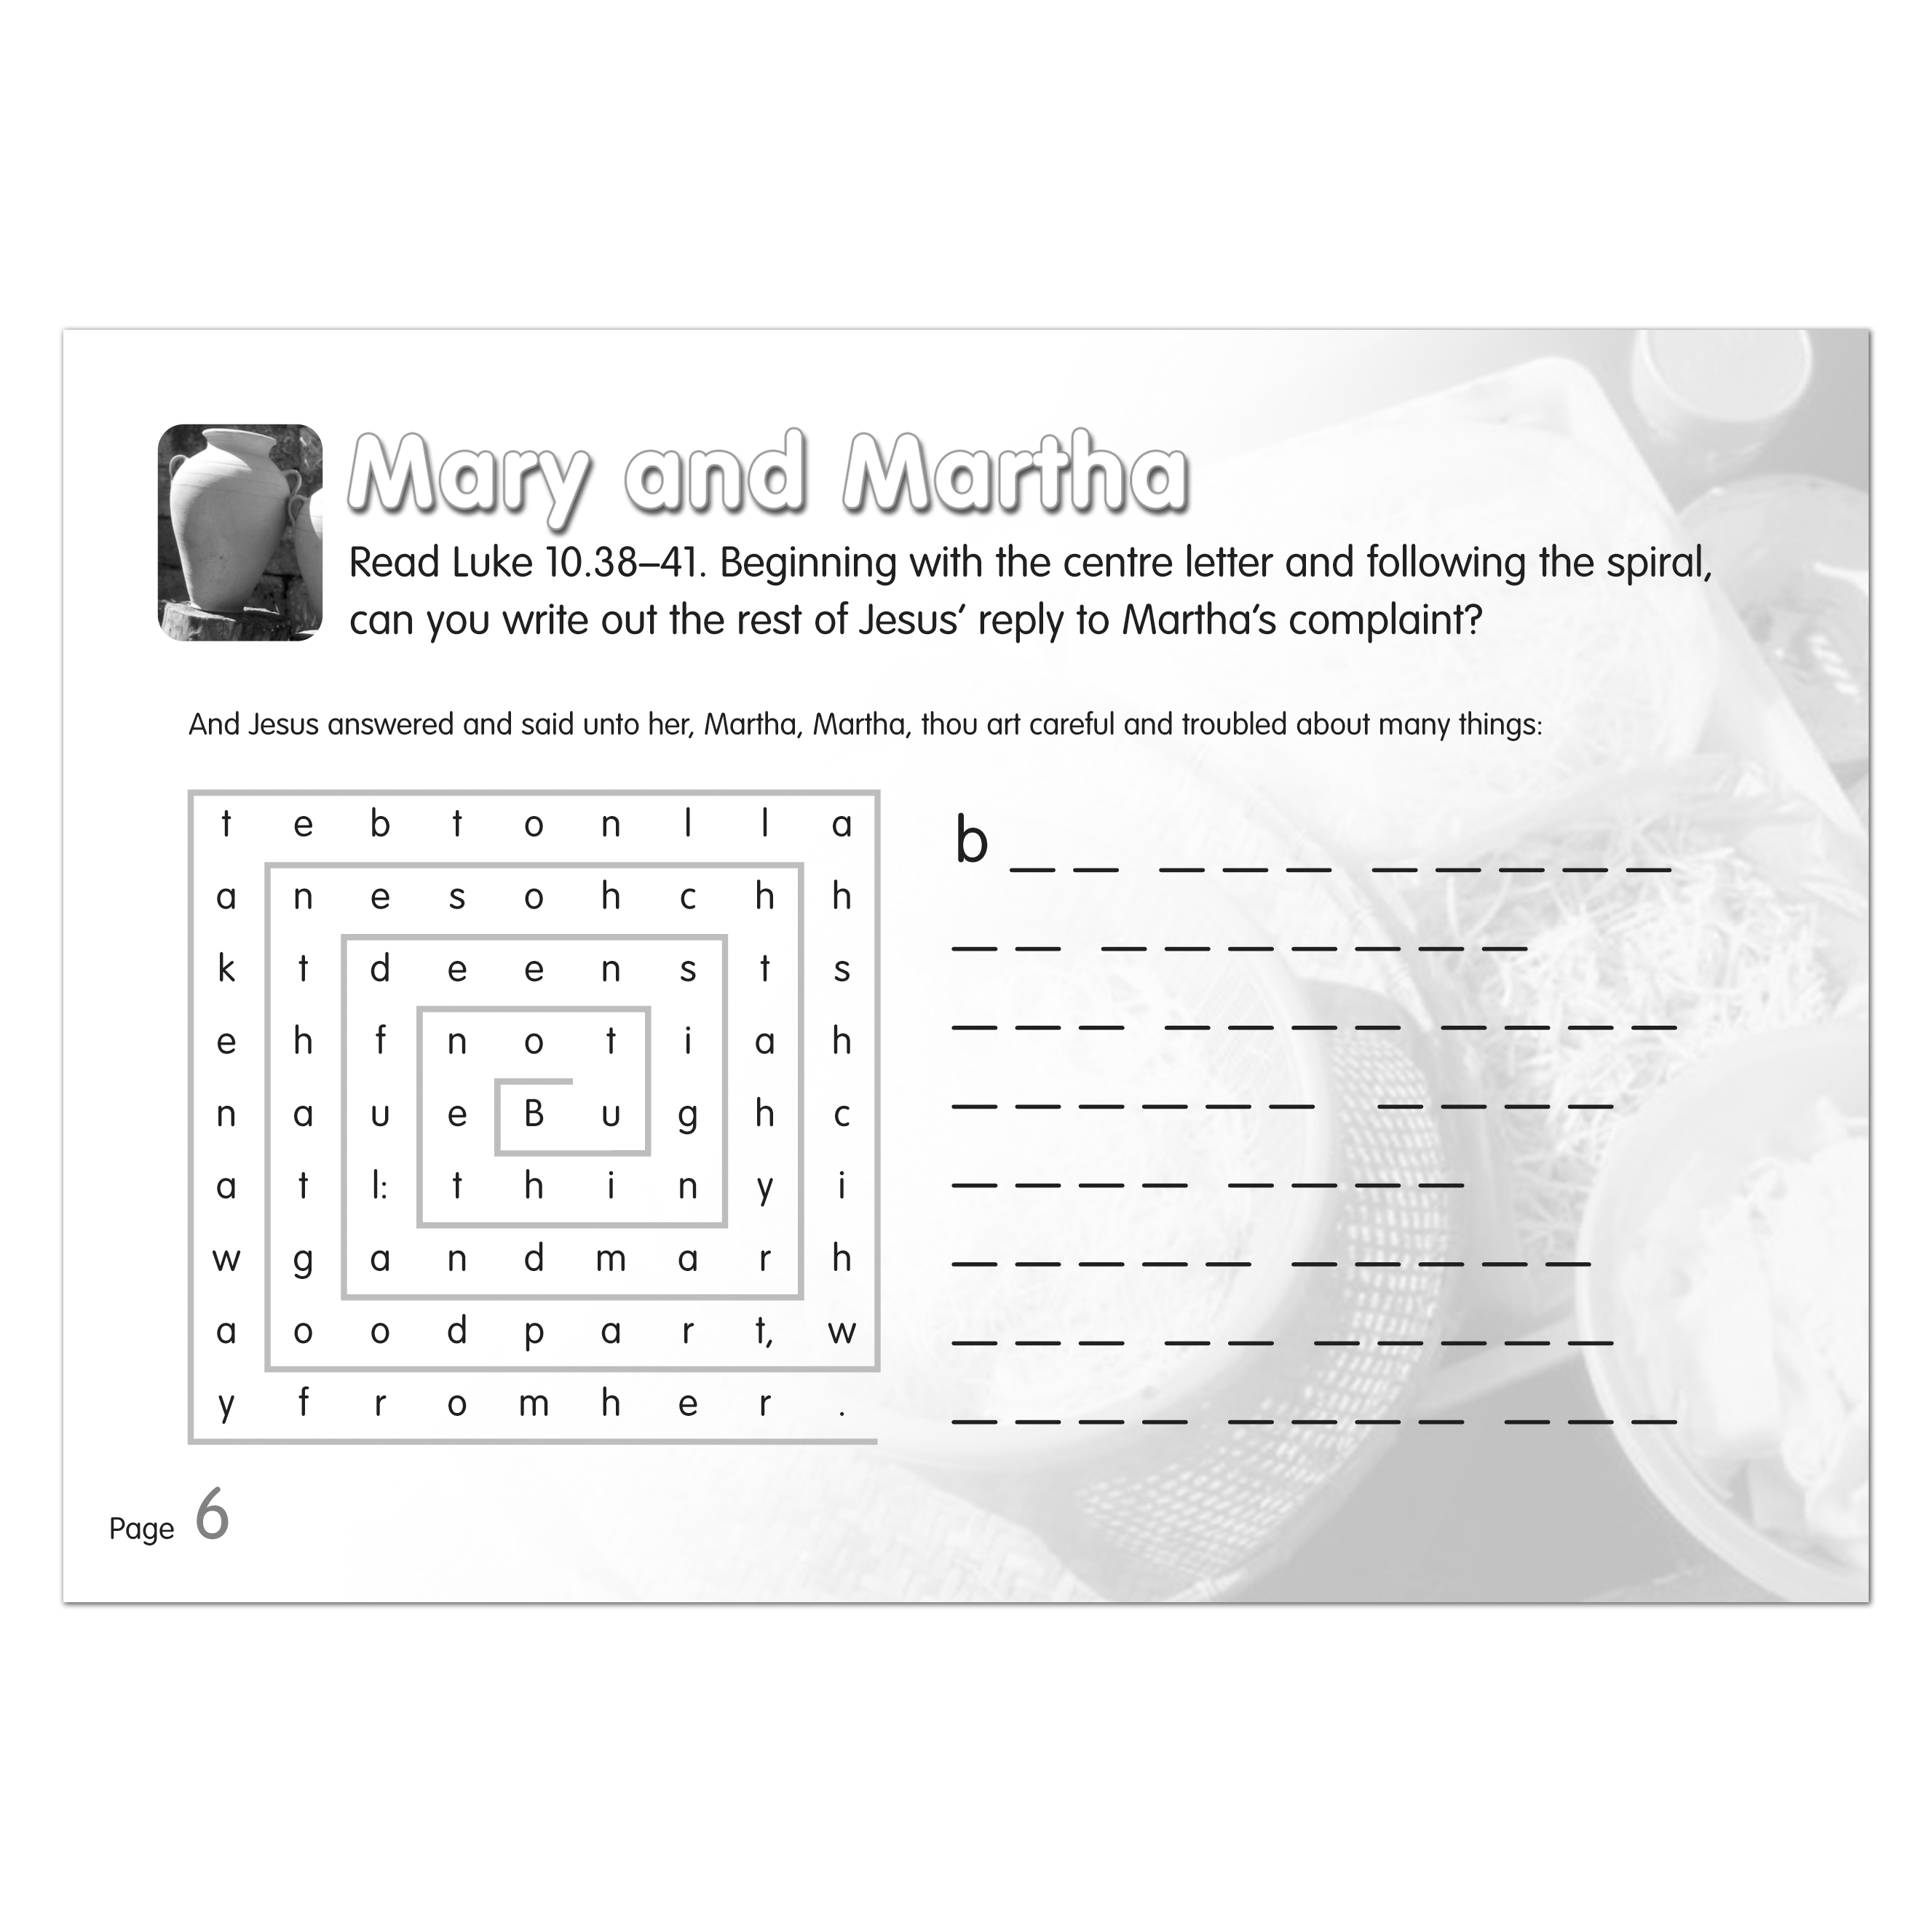 Mary and Martha
Read Luke 10.38–41. Beginning with the centre letter and following the spiral,
can you write out the rest of Jesus’ reply to Martha’s complaint?
And Jesus answered and said unto her, Martha, Martha, thou art careful and troubled about many things:
t e b t o n l l a
a n e s o h c h h
k t d e e n s t s
e h f n o t i a h
n a u e B u g h c
a t l: t h i n y i
w g a n d m a r h
a o o d p a r t, w
y f r o m h e r .
b
Page 6